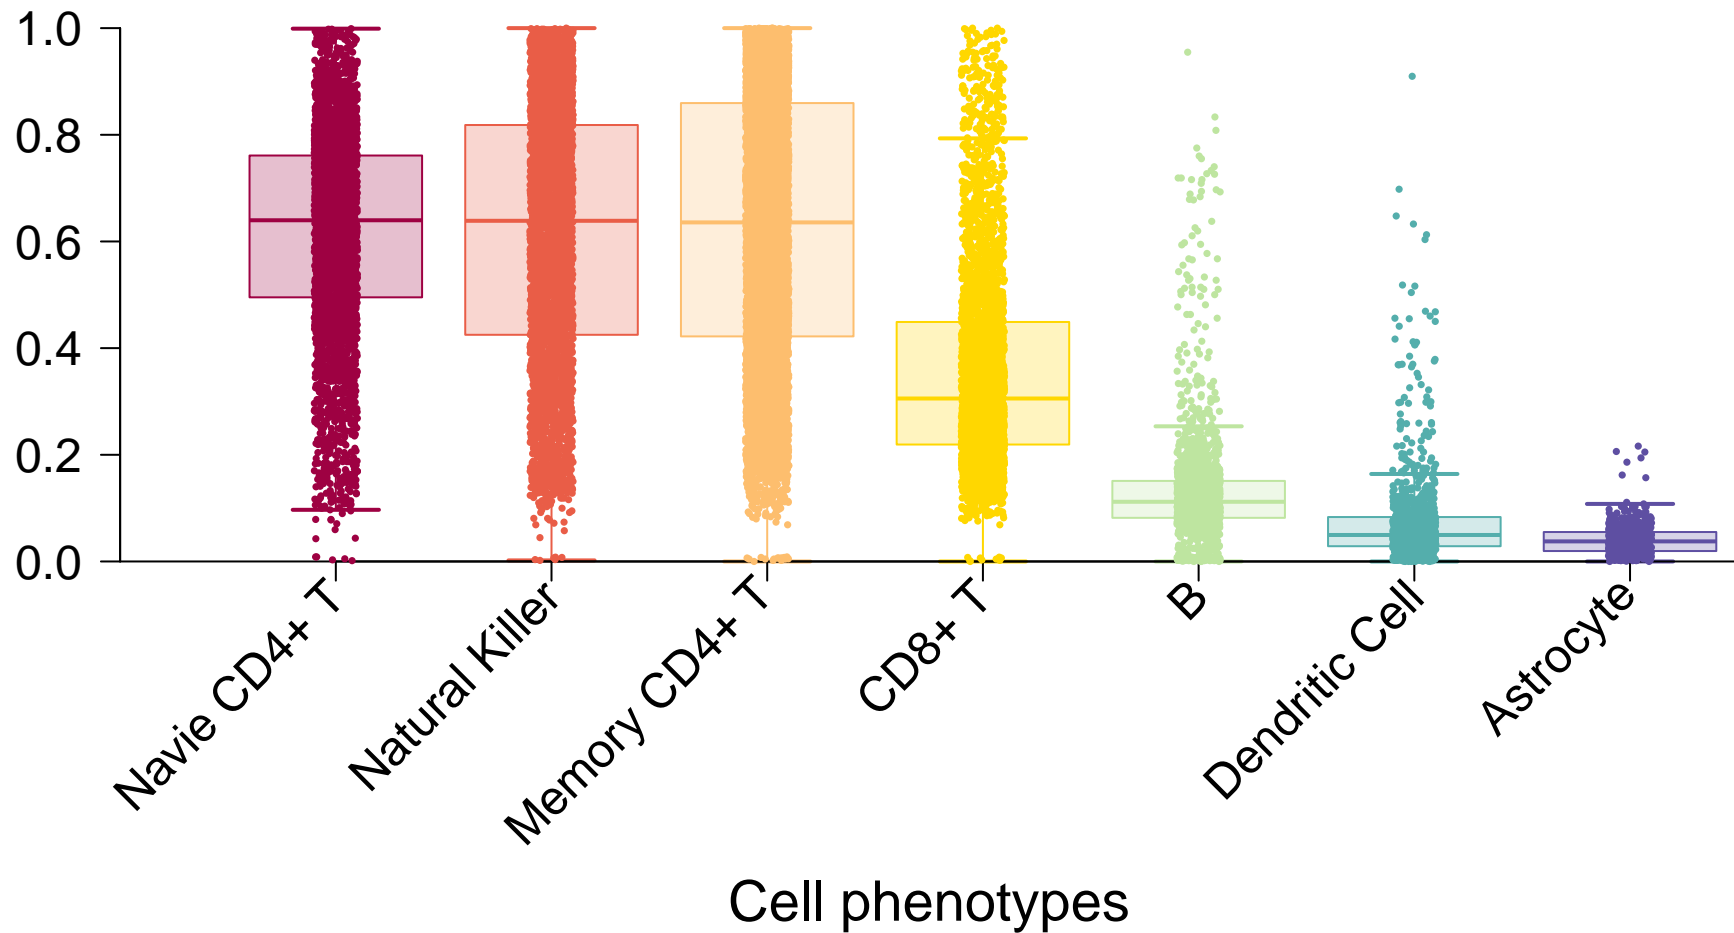 1.0
0.8
0.6
0.4
0.2
0.0
Navie CD4+ T
Natural Killer
Memory CD4+ T
CD8+ T
B
Dendritic Cell
Astrocyte
Cell phenotypes